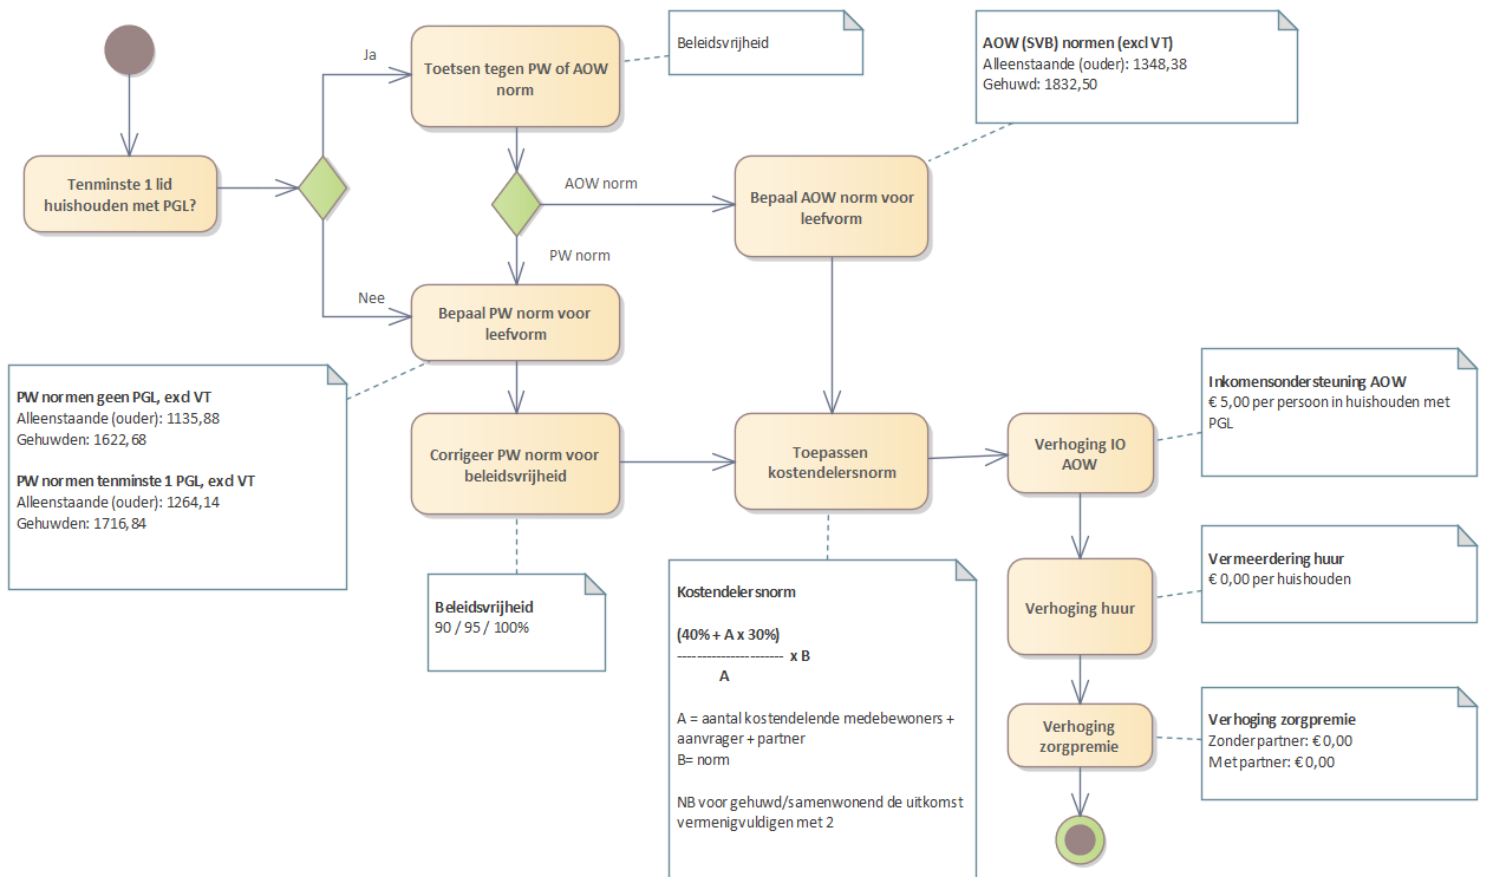 Ja
Toetsen tegen PW of AOW
norm
Beleidsvrijheid
AOW (SVB) normen (excl VT)
Alleenstaande (ouder): 1348,38
Gehuwd: 1832,50
Tenminste 1 lid
huishouden met PGL?
AOW norm
Bepaal AOW norm voor
leefvorm
PW norm
Nee
Bepaal PW norm voor
leefvorm
PW normen geen PGL, excl VT
Alleenstaande (ouder): 1135,88
Gehuwden: 1622,68
PW normen tenminste 1 PGL, excl VT
Alleenstaande (ouder): 1264,14
Gehuwden: 1716,84
Corrigeer PW norm voor
beleidsvrijheid
Toepassen
kostendelersnorm
Verhoging IO
AOW
Inkomensondersteuning AOW
€ 5,00 per persoon in huishouden met
PGL
Beleidsvrijheid
90 / 95 / 100%
Kostendelersnorm
(40% + A x 30%)
---------------------- x B
A
A = aantal kostendelende medebewoners +
aanvrager + partner
B= norm
NB voor gehuwd/samenwonend de uitkomst
vermenigvuldigen met 2
Verhoging huur
Vermeerdering huur
€ 0,00 per huishouden
Verhoging
zorgpremie
Verhoging zorgpremie
Zonder partner: € 0,00
Met partner: € 0,00